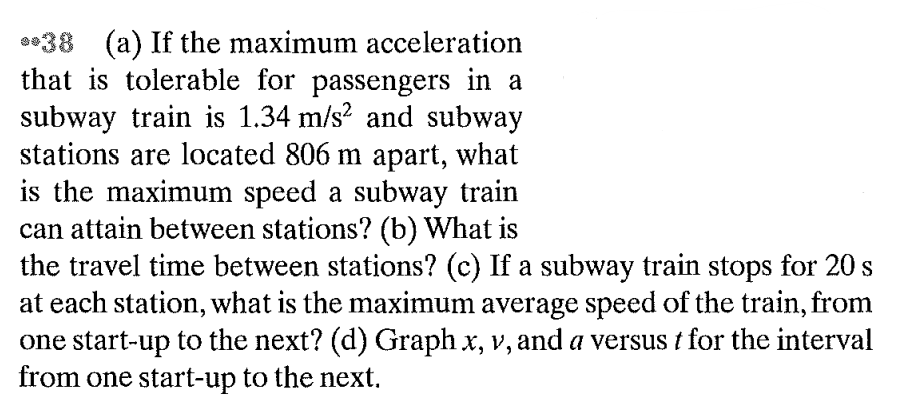 ••38 (a) If the maximum acceleration
that is tolerable for passengers in a
subway train is 1.34 m/s² and subway
stations are located 806 m apart, what
is the maximum speed a subway train
can attain between stations? (b) What is
the travel time between stations? (c) If a subway train stops for 20 s
at each station, what is the maximum average speed of the train, from
one start-up to the next? (d) Graph x, v, and a versus t for the interval
from one start-up to the next.